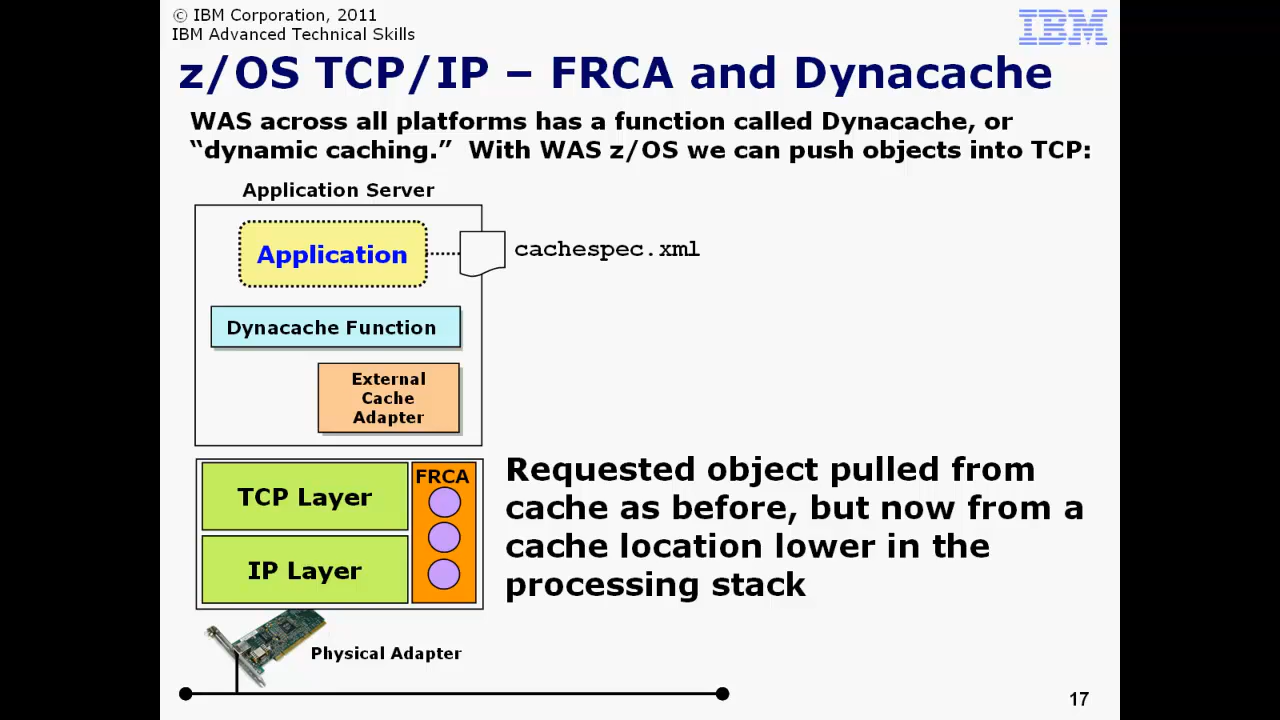 © IBM Corporation, 2011
IBM Advanced Technical Skills
IBM
z/OS TCP/IP – FRCA and Dynacache
WAS across all platforms has a function called Dynacache, or
“dynamic caching.”  With WAS z/OS we can push objects into TCP:
Application Server
Application
cachespec.xml
Dynacache Function
External
Cache
Adapter
TCP Layer
FRCA
IP Layer
Requested object pulled from
cache as before, but now from a
cache location lower in the
processing stack
Physical Adapter
17